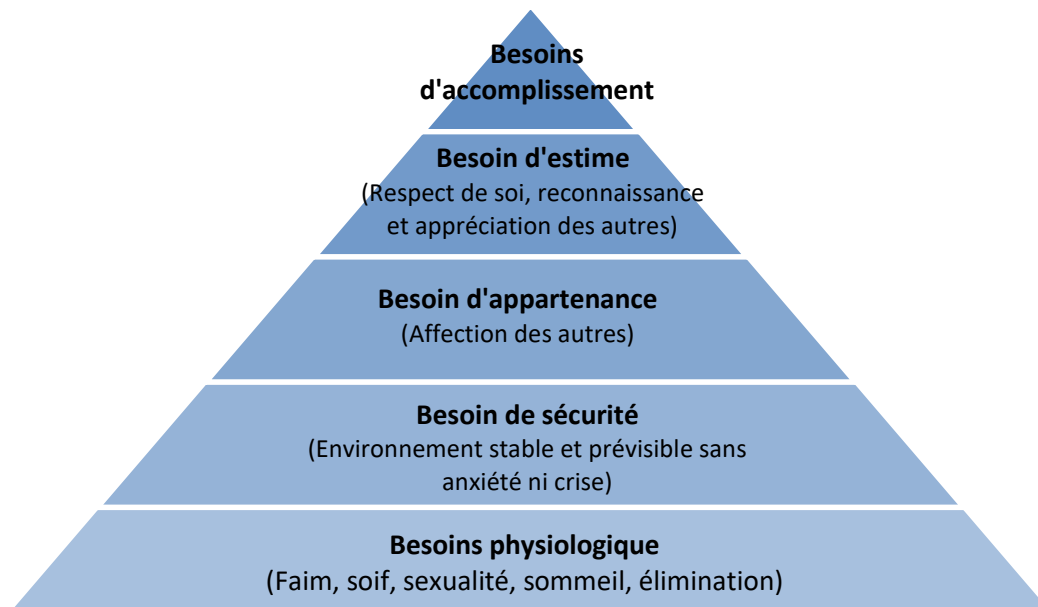 Besoins
d'accomplissement
Besoin d'estime
(Respect de soi, reconnaissance
et appréciation des autres)
Besoin d'appartenance
(Affection des autres)
Besoin de sécurité
(Environnement stable et prévisible sans
anxiété ni crise)
Besoins physiologique
(Faim, soif, sexualité, sommeil, élimination)